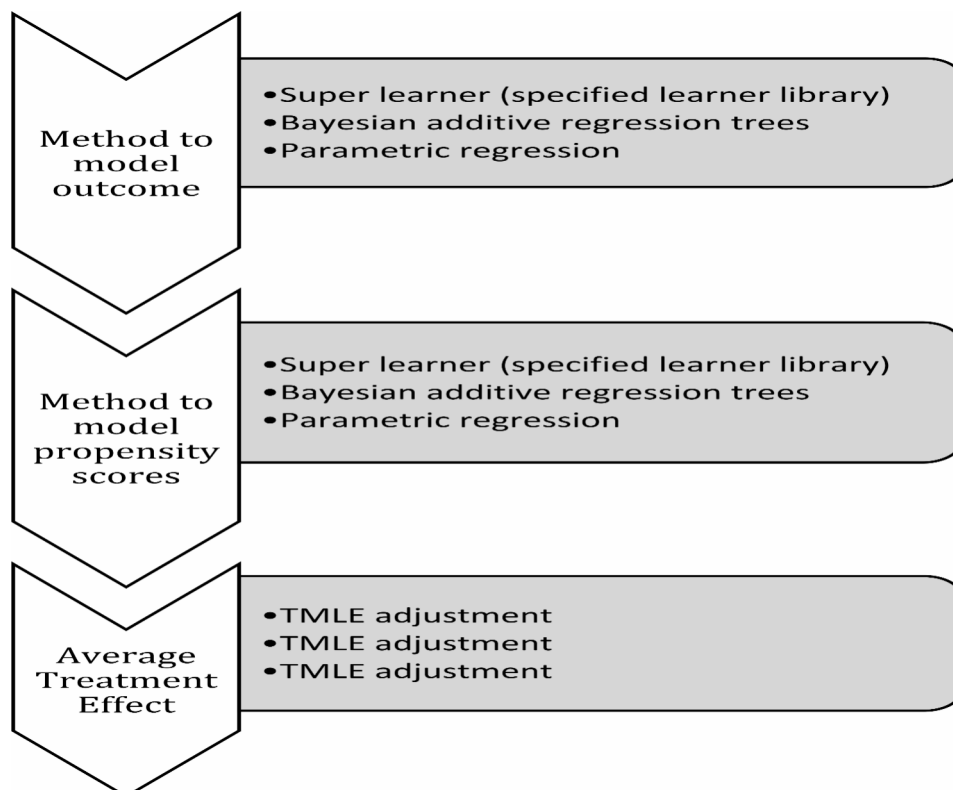 Method to
model
outcome
•Super learner (specified learner library)
•Bayesian additive regression trees
•Parametric regression
Method to
model
propensity
scores
•Super learner (specified learner library)
•Bayesian additive regression trees
•Parametric regression
Average
Treatment
Effect
•TMLE adjustment
•TMLE adjustment
•TMLE adjustment